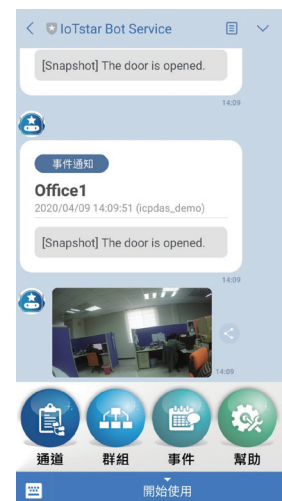 IoTstar Bot Service
[Snapshot] The door is opened.
14:09
事件通知
Office1
2020/04/09 14:09:51 (icpdas_demo)
[Snapshot] The door is opened.
14:09
14:09
通道 群組 事件 幫助
開始使用